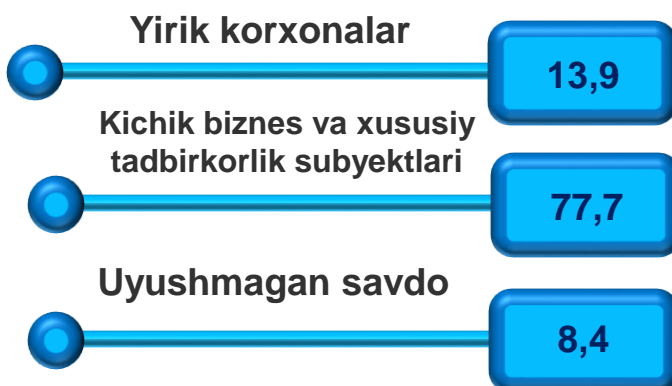 Yirik korxonalar
13,9
Kichik biznes va xususiy
tadbirkorlik subyektlari
77,7
Uyushmagan savdo
8,4